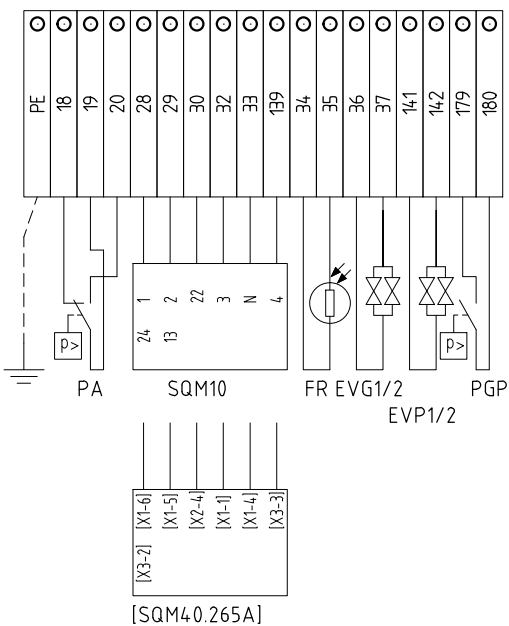 PE 18 19 20 28 29 30 32 33 139 34 35 36 37 141 142 179 180
1 2 22 3 N 4
24 13
p> p>
PA SQM10 FR EVG1/2 PGP
EVP1/2
[X1-6] [X1-5] [X2-4] [X1-1] [X1-4] [X3-3]
[X3-2]
[SQM40.265A]